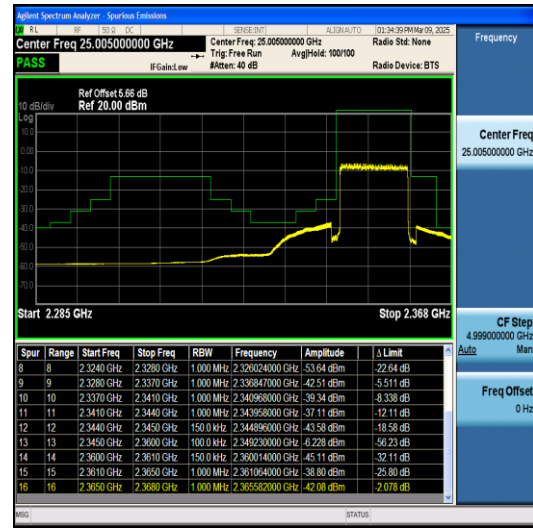 Agilent Spectrum Analyzer - Spurious Emissions
RL RF 50 Ω DC SENSE:INT ALIGNAUTO 01:34:39 PM Mar 09, 2025
Center Freq 25.005000000 GHz Center Freq: 25.005000000 GHz Radio Std: None Frequency
Trig: Free Run Avg|Hold: 100/100
PASS IFGain:Low #Atten: 40 dB Radio Device: BTS
Ref Offset 5.66 dB
10 dB/div Ref 20.00 dBm
Log
10.0
0.00
-10.0
-20.0
-30.0
-40.0
-50.0
-60.0
-70.0
Center Freq
25.005000000 GHz
Start 2.285 GHz Stop 2.368 GHz
CF Step
4.999000000 GHz
Auto Man
Freq Offset
0 Hz
Spur Range Start Freq Stop Freq RBW Frequency Amplitude Δ Limit
8 8 2.3240 GHz 2.3280 GHz 1.000 MHz 2.326024000 GHz -53.64 dBm -22.64 dB
9 9 2.3280 GHz 2.3370 GHz 1.000 MHz 2.336847000 GHz -42.51 dBm -5.511 dB
10 10 2.3370 GHz 2.3410 GHz 1.000 MHz 2.340968000 GHz -39.34 dBm -8.338 dB
11 11 2.3410 GHz 2.3440 GHz 1.000 MHz 2.343958000 GHz -37.11 dBm -12.11 dB
12 12 2.3440 GHz 2.3450 GHz 150.0 kHz 2.344896000 GHz -43.58 dBm -18.58 dB
13 13 2.3450 GHz 2.3600 GHz 100.0 kHz 2.349230000 GHz -6.228 dBm -56.23 dB
14 14 2.3600 GHz 2.3610 GHz 150.0 kHz 2.360014000 GHz -45.11 dBm -32.11 dB
15 15 2.3610 GHz 2.3650 GHz 1.000 MHz 2.361064000 GHz -38.80 dBm -25.80 dB
16 16 2.3650 GHz 2.3680 GHz 1.000 MHz 2.365582000 GHz -42.08 dBm -2.078 dB
MSG STATUS